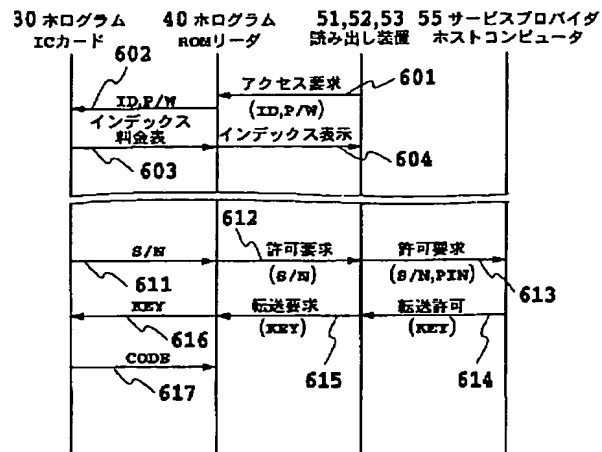 30 ホログラム 40 ホログラム 51,52,53 55 サービスプロバイダ
ICカード ROMリーダ 読み出し装置 ホストコンピュータ
602
アクセス要求
601
ID,P/W
(ID,P/W)
インデックス
料金表
インデックス表示
603
604
612
S/N
許可要求
許可要求
(S/N)
(S/N,PIN)
611
613
KEY
転送要求
転送許可
(KEY)
(KEY)
616
615
614
CODE
617